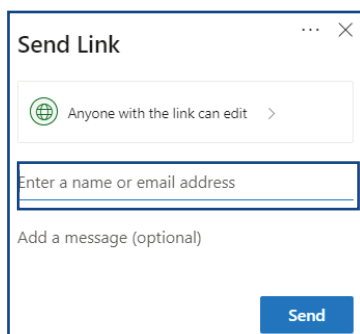 Send Link
Anyone with the link can edit
Enter a name or email address
Add a message (optional)
Send